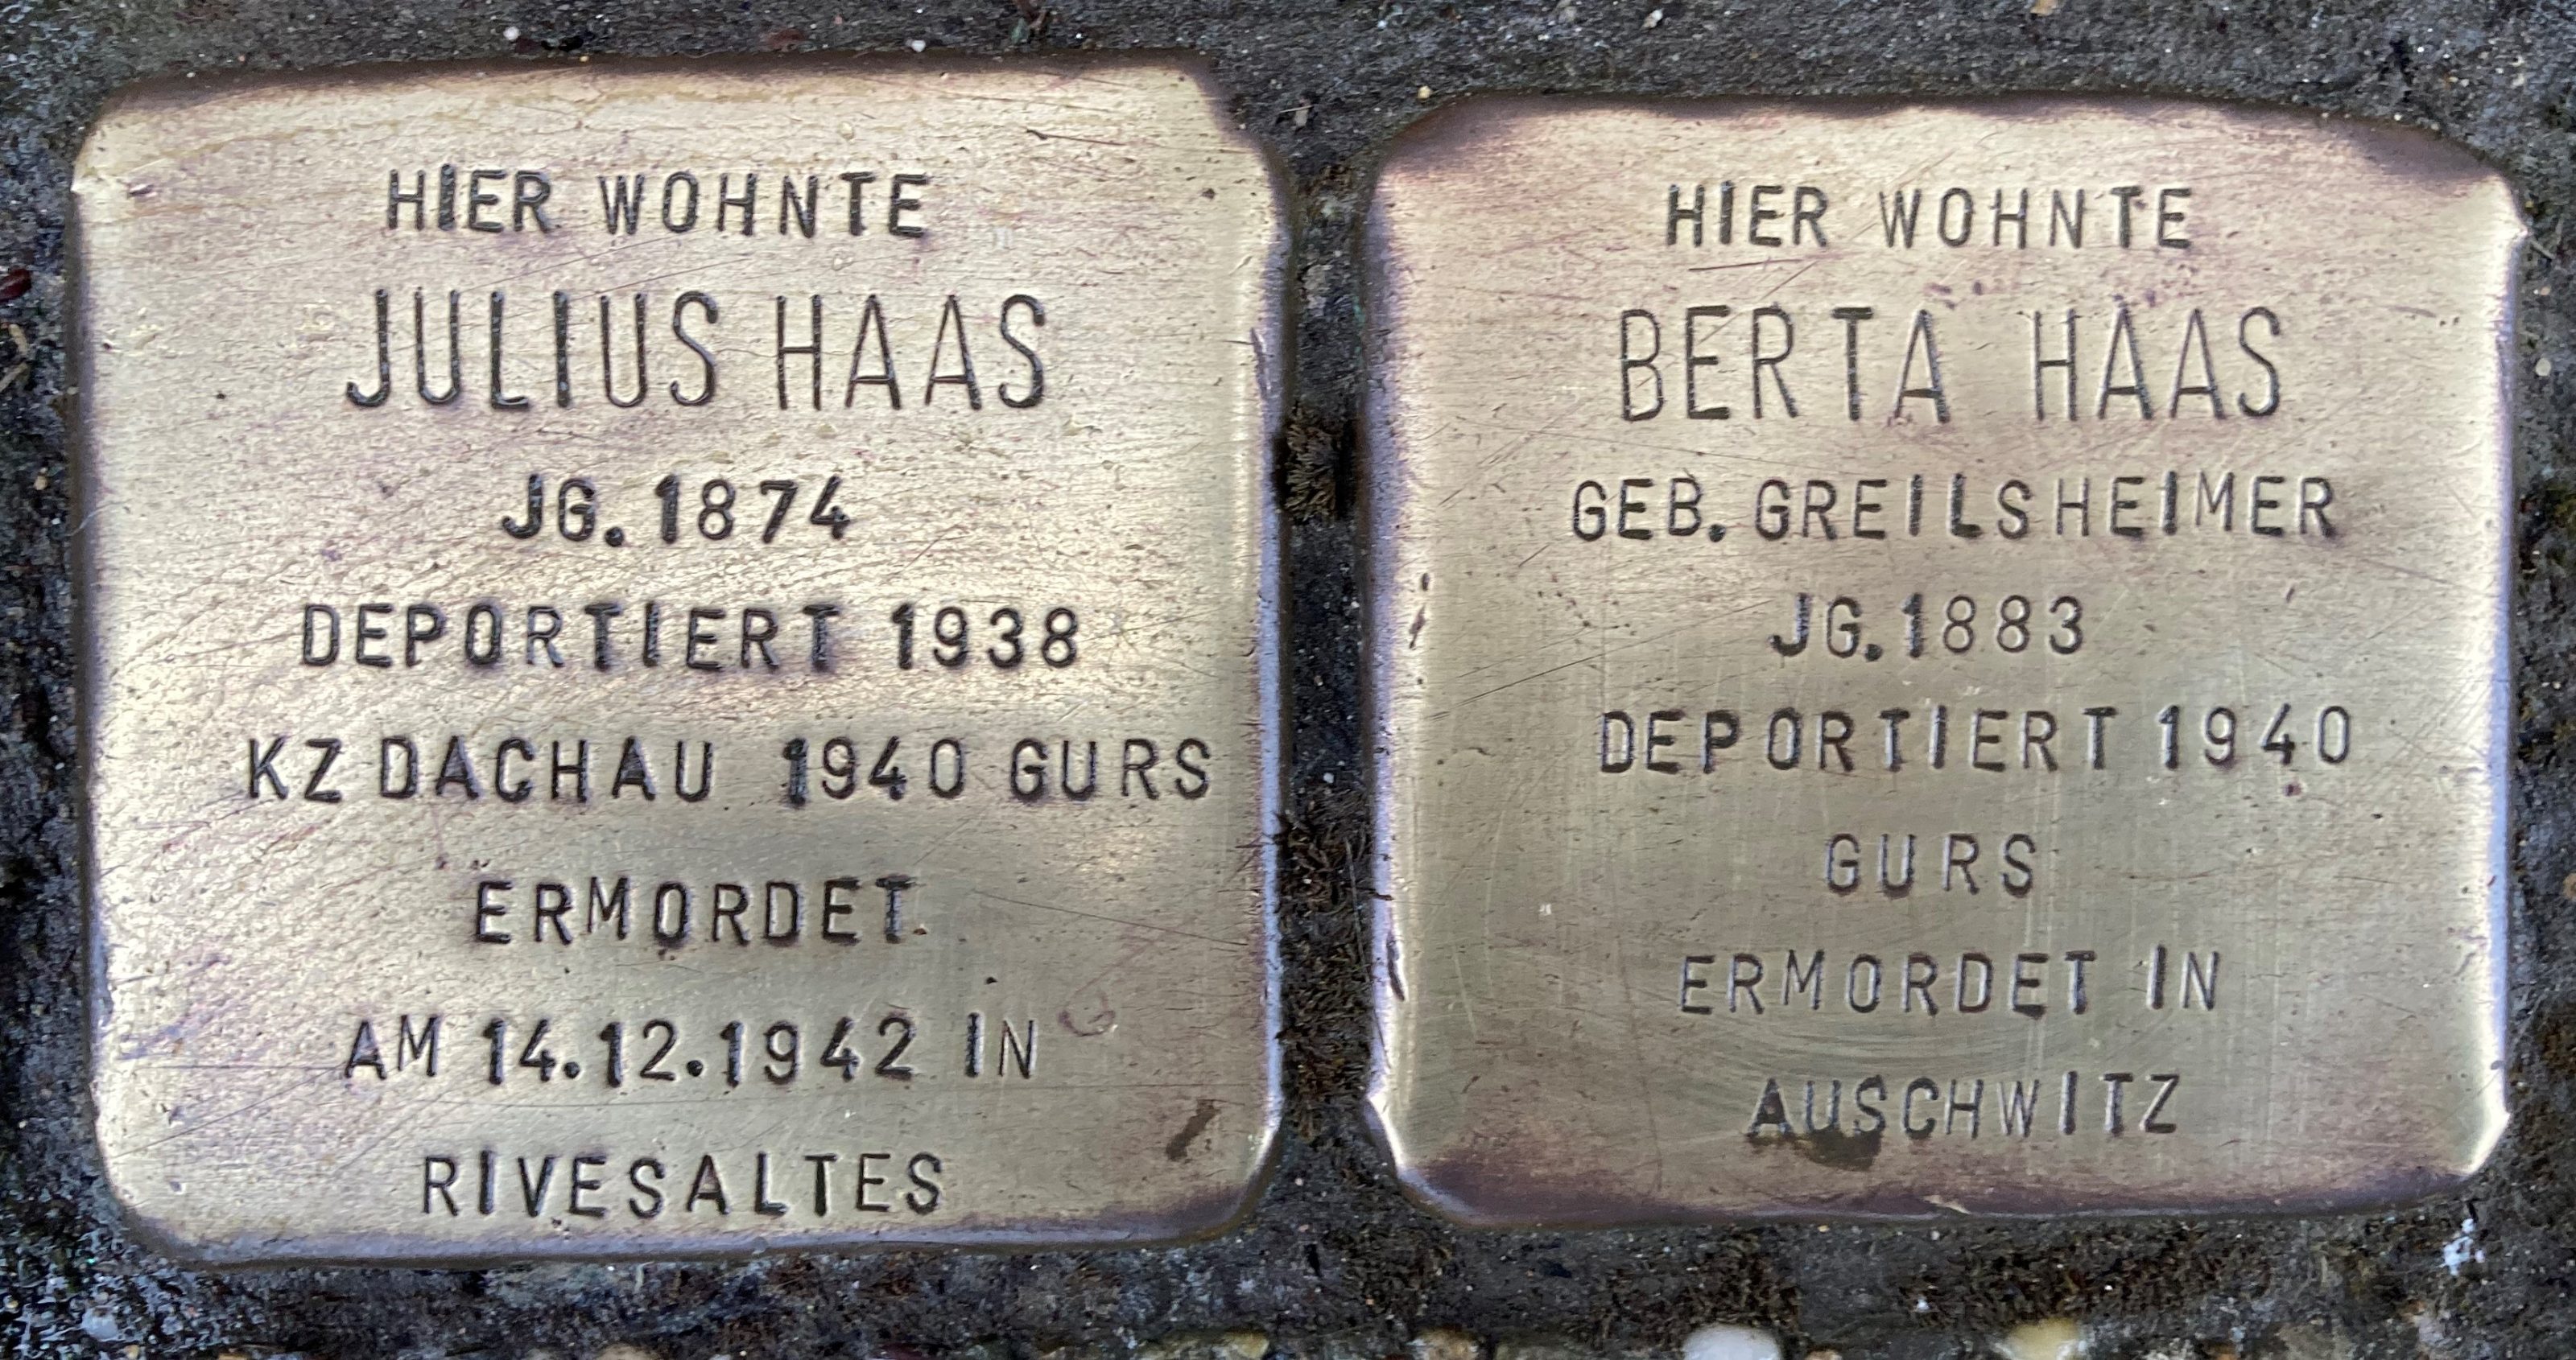 HIER WOHNTE
JULIUS HAAS
JG. 1874
DEPORTIERT 1938
KZ DACHAU 1940 GURS
ERMORDET
AM 14.12.1942 IN
RIVESALTES
HIER WOHNTE
BERTA HAAS
GEB. GREILSHEIMER
JG. 1883
DEPORTIERT 1940
GURS
ERMORDET IN
AUSCHWITZ